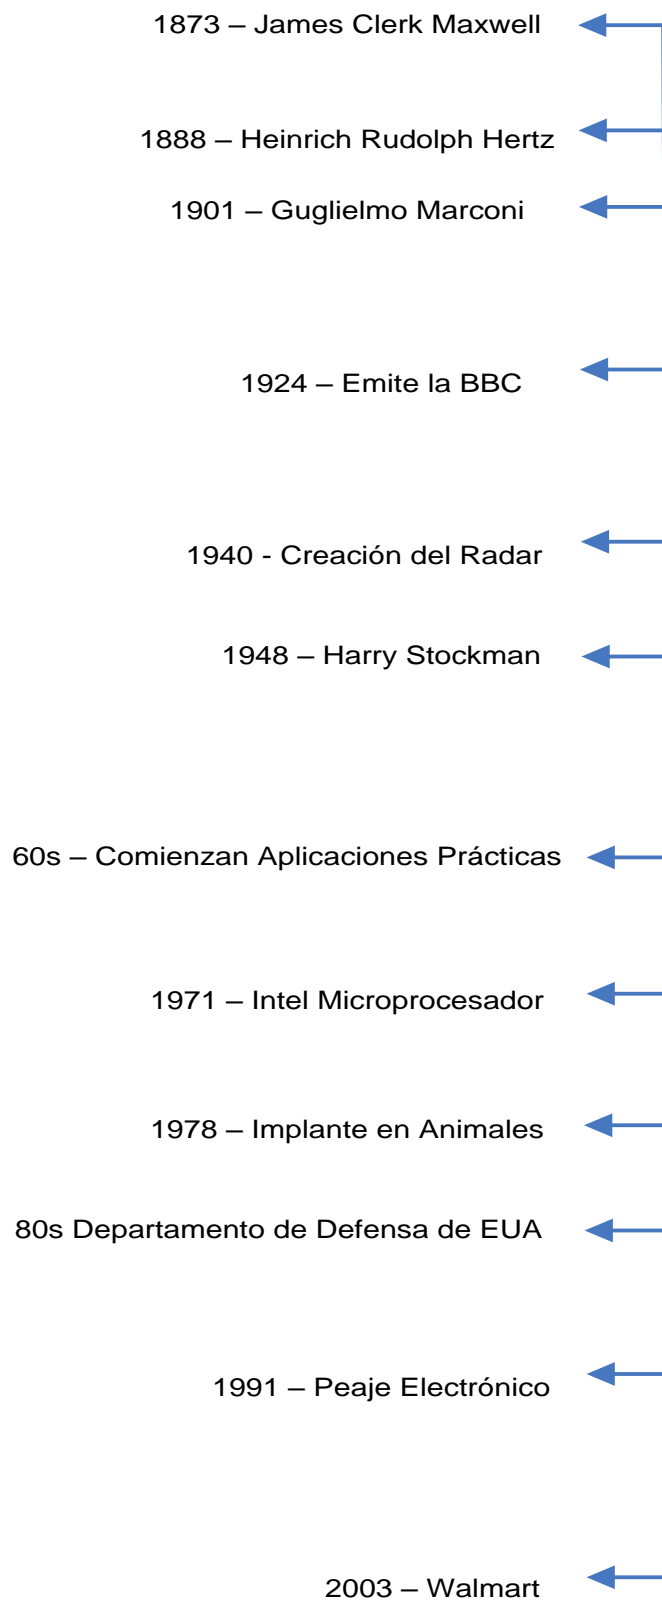 1873 – James Clerk Maxwell
1888 – Heinrich Rudolph Hertz
1901 – Guglielmo Marconi
1924 – Emite la BBC
1940 - Creación del Radar
1948 – Harry Stockman
60s – Comienzan Aplicaciones Prácticas
1971 – Intel Microprocesador
1978 – Implante en Animales
80s Departamento de Defensa de EUA
1991 – Peaje Electrónico
2003 – Walmart